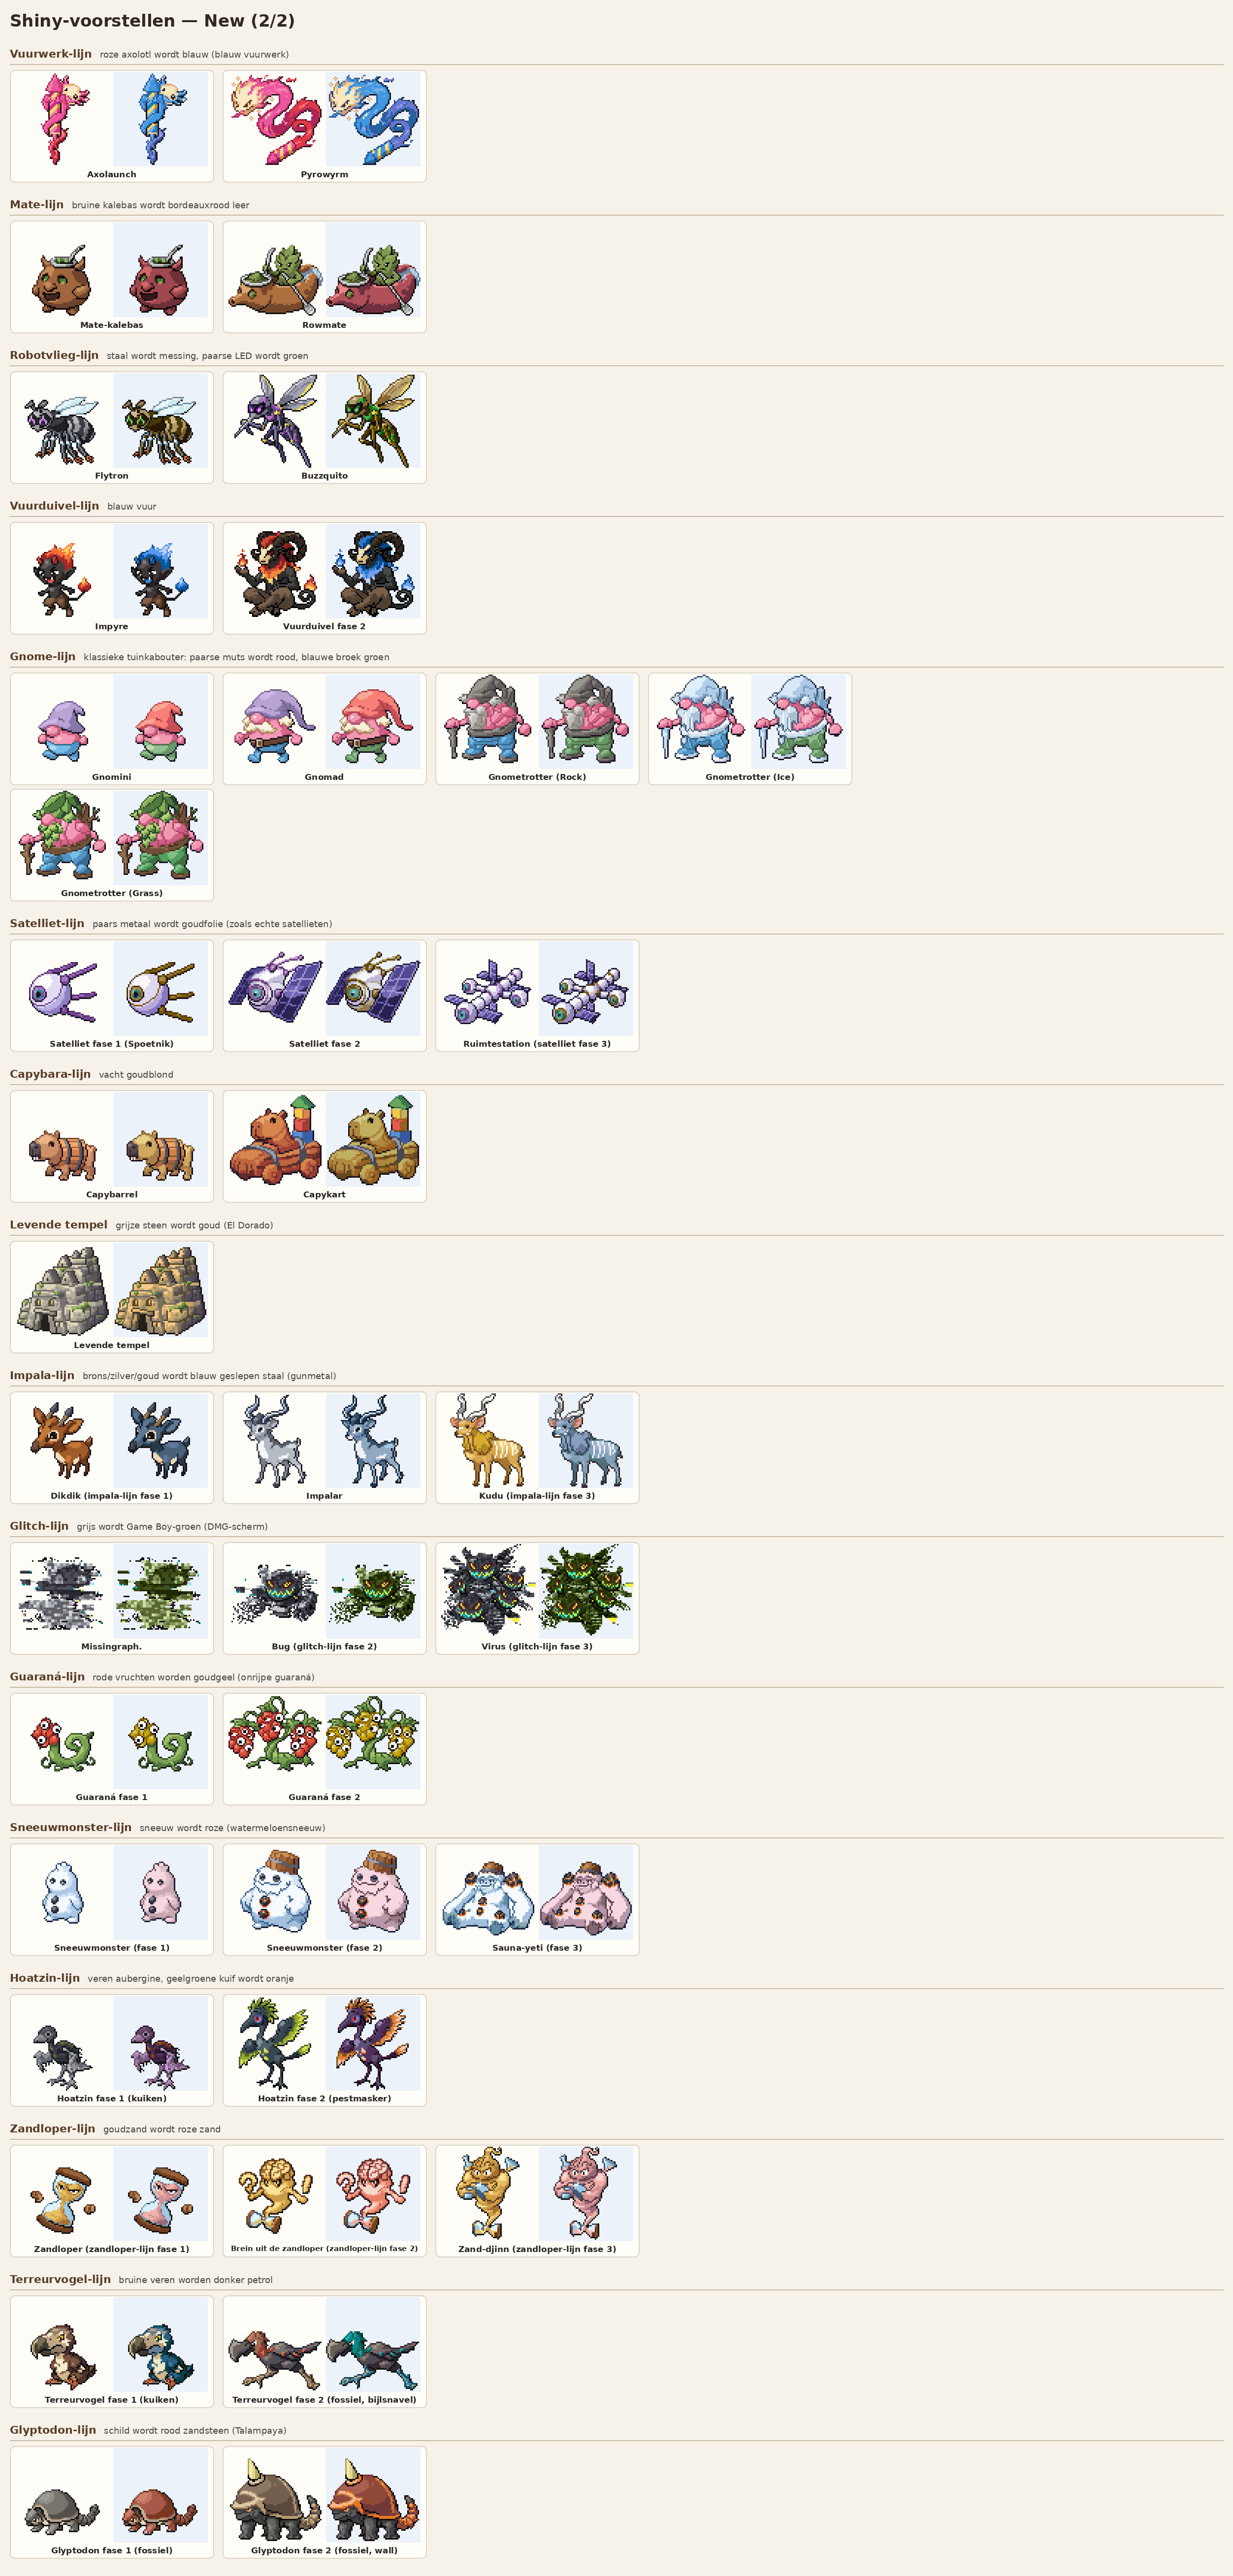 Shiny-voorstellen — New (2/2)
Vuurwerk-lijn roze axolotl wordt blauw (blauw vuurwerk)
Axolaunch
Pyrowyrm
Mate-lijn bruine kalebas wordt bordeauxrood leer
Mate-kalebas
Rowmate
Robotvlieg-lijn staal wordt messing, paarse LED wordt groen
Flytron
Buzzquito
Vuurduivel-lijn blauw vuur
Impyre
Vuurduivel fase 2
Gnome-lijn klassieke tuinkabouter: paarse muts wordt rood, blauwe broek groen
Gnomini
Gnomad
Gnometrotter (Rock)
Gnometrotter (Ice)
Gnometrotter (Grass)
Satelliet-lijn paars metaal wordt goudfolie (zoals echte satellieten)
Satelliet fase 1 (Spoetnik)
Satelliet fase 2
Ruimtestation (satelliet fase 3)
Capybara-lijn vacht goudblond
Capybarrel
Capykart
Levende tempel grijze steen wordt goud (El Dorado)
Levende tempel
Impala-lijn brons/zilver/goud wordt blauw geslepen staal (gunmetal)
Dikdik (impala-lijn fase 1)
Impalar
Kudu (impala-lijn fase 3)
Glitch-lijn grijs wordt Game Boy-groen (DMG-scherm)
Missingraph.
Bug (glitch-lijn fase 2)
Virus (glitch-lijn fase 3)
Guaraná-lijn rode vruchten worden goudgeel (onrijpe guaraná)
Guaraná fase 1
Guaraná fase 2
Sneeuwmonster-lijn sneeuw wordt roze (watermeloensneeuw)
Sneeuwmonster (fase 1)
Sneeuwmonster (fase 2)
Sauna-yeti (fase 3)
Hoatzin-lijn veren aubergine, geelgroene kuif wordt oranje
Hoatzin fase 1 (kuiken)
Hoatzin fase 2 (pestmasker)
Zandloper-lijn goudzand wordt roze zand
Zandloper (zandloper-lijn fase 1)
Brein uit de zandloper (zandloper-lijn fase 2)
Zand-djinn (zandloper-lijn fase 3)
Terreurvogel-lijn bruine veren worden donker petrol
Terreurvogel fase 1 (kuiken)
Terreurvogel fase 2 (fossiel, bijlsnavel)
Glyptodon-lijn schild wordt rood zandsteen (Talampaya)
Glyptodon fase 1 (fossiel)
Glyptodon fase 2 (fossiel, wall)